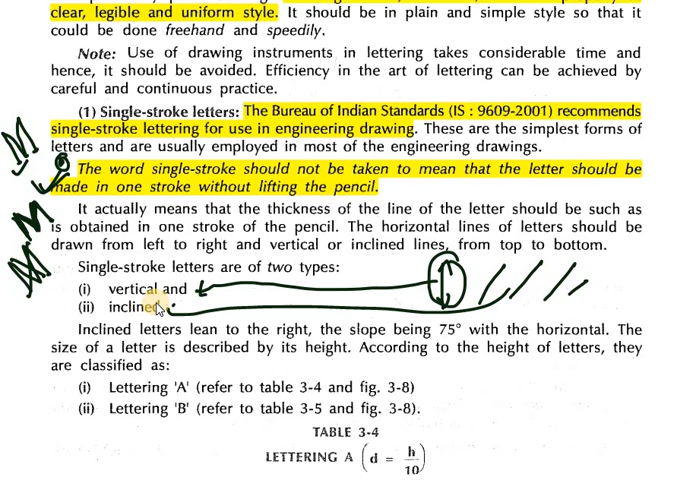 clear, legible and uniform style. It should be in plain and simple style so that it
could be done freehand and speedily.
Note: Use of drawing instruments in lettering takes considerable time and
hence, it should be avoided. Efficiency in the art of lettering can be achieved by
careful and continuous practice.
(1) Single-stroke letters: The Bureau of Indian Standards (IS : 9609-2001) recommends
single-stroke lettering for use in engineering drawing. These are the simplest forms of
letters and are usually employed in most of the engineering drawings.
The word single-stroke should not be taken to mean that the letter should be
made in one stroke without lifting the pencil.
It actually means that the thickness of the line of the letter should be such as
is obtained in one stroke of the pencil. The horizontal lines of letters should be
drawn from left to right and vertical or inclined lines, from top to bottom.
Single-stroke letters are of two types:
(i) vertical and
(ii) inclined.
Inclined letters lean to the right, the slope being 75° with the horizontal. The
size of a letter is described by its height. According to the height of letters, they
are classified as:
(i) Lettering 'A' (refer to table 3-4 and fig. 3-8)
(ii) Lettering 'B' (refer to table 3-5 and fig. 3-8).
TABLE 3-4
LETTERING A (d = h/10)
M
M
M